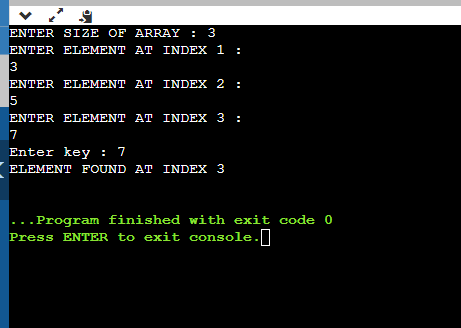 ENTER SIZE OF ARRAY : 3
ENTER ELEMENT AT INDEX 1 :
3
ENTER ELEMENT AT INDEX 2 :
5
ENTER ELEMENT AT INDEX 3 :
7
Enter key : 7
ELEMENT FOUND AT INDEX 3
...Program finished with exit code 0
Press ENTER to exit console.